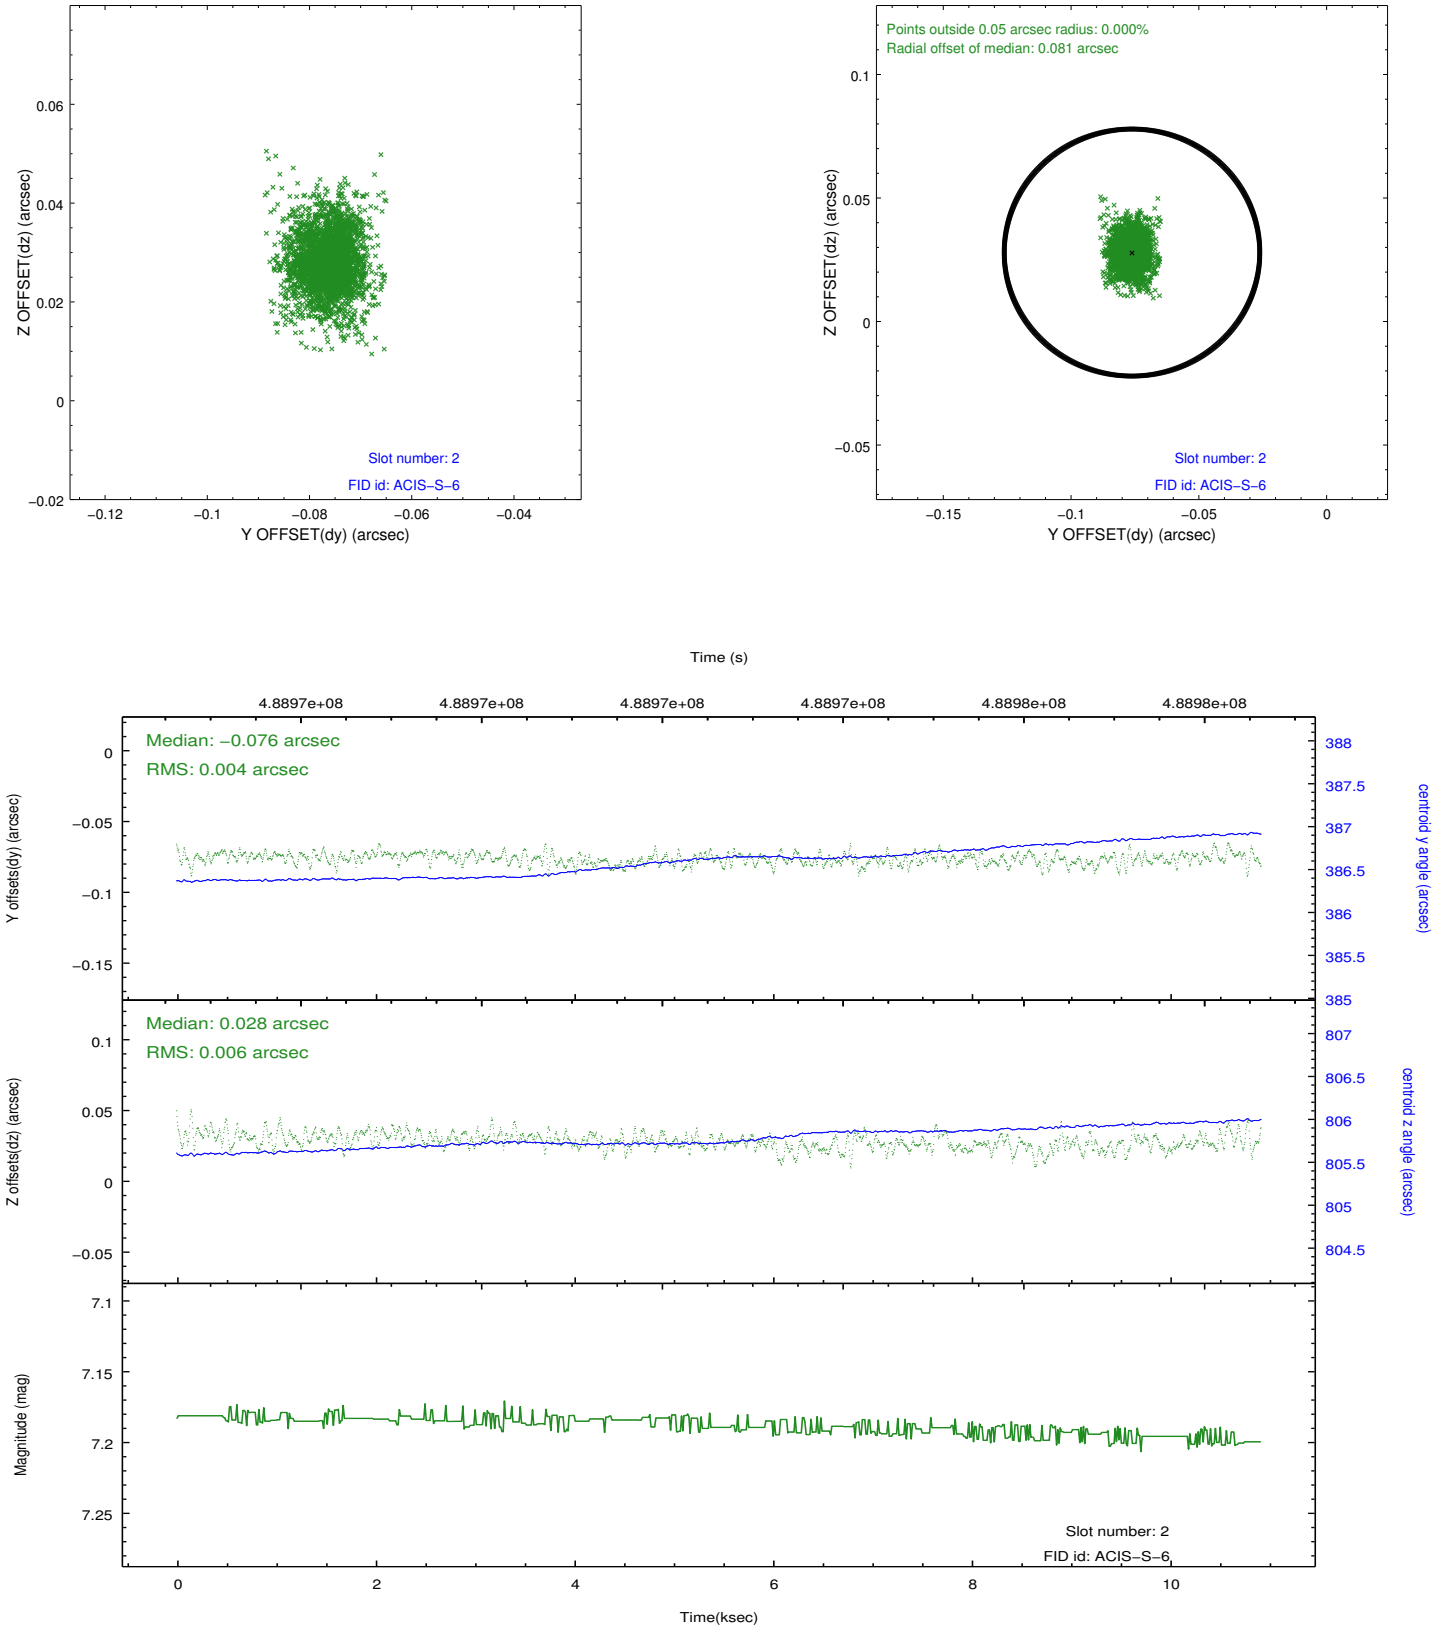 0.06
0.04
0.02
0
−0.02
−0.12
−0.1
−0.08
−0.06
−0.04
Z OFFSET(dz) (arcsec)
Y OFFSET(dy) (arcsec)
Slot number: 2
FID id: ACIS−S−6
Points outside 0.05 arcsec radius: 0.000%
Radial offset of median: 0.081 arcsec
0.1
0.05
0
−0.05
−0.15
−0.1
−0.05
0
Z OFFSET(dz) (arcsec)
Y OFFSET(dy) (arcsec)
Slot number: 2
FID id: ACIS−S−6
Time (s)
4.8897e+08
4.8897e+08
4.8897e+08
4.8897e+08
4.8898e+08
4.8898e+08
Median: −0.076 arcsec
RMS: 0.004 arcsec
0
−0.05
−0.1
−0.15
Y offsets(dy) (arcsec)
388
387.5
387
386.5
386
385.5
385
centroid y angle (arcsec)
Median: 0.028 arcsec
RMS: 0.006 arcsec
0.1
0.05
0
−0.05
Z offsets(dz) (arcsec)
807
806.5
806
805.5
805
804.5
centroid z angle (arcsec)
7.1
7.15
7.2
7.25
Magnitude (mag)
Slot number: 2
FID id: ACIS−S−6
0
2
4
6
8
10
Time(ksec)